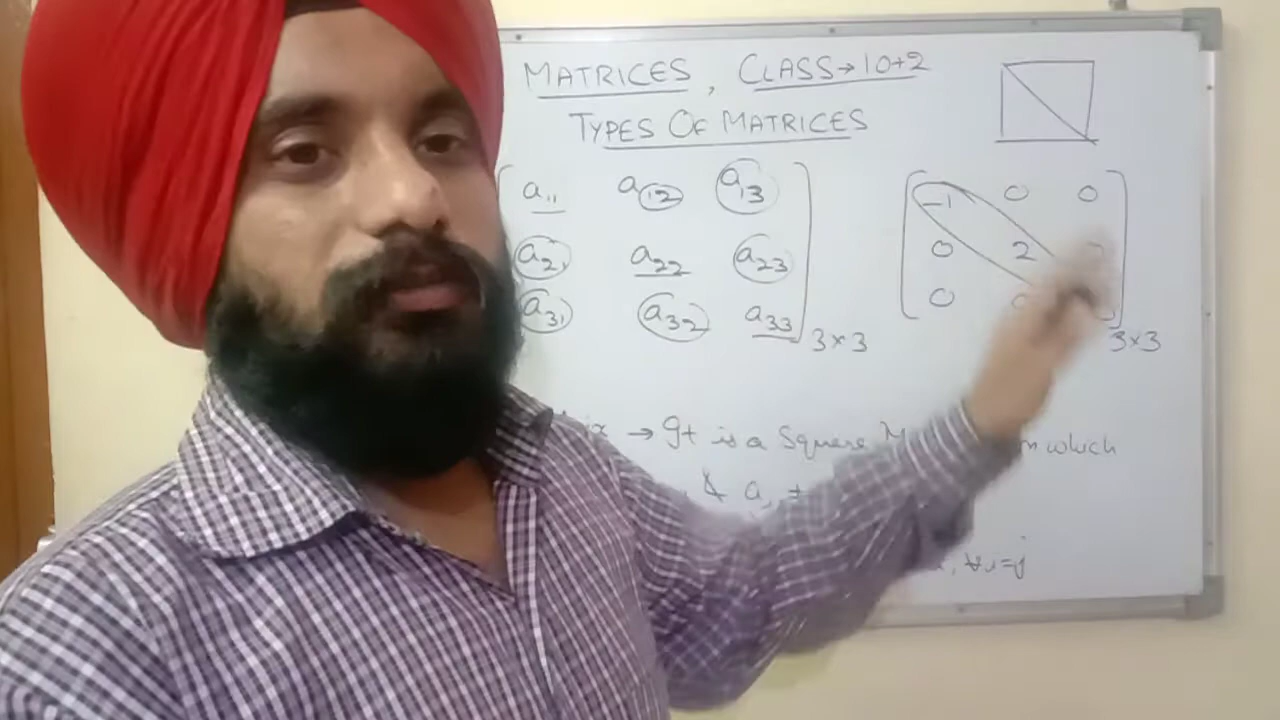 MATRICES, CLASS→10+2
TYPES OF MATRICES
a11 a12 a13
a21 a22 a23
a31 a32 a33 3×3
-1 0 0
0 2
0
3×3
→ It is a Square which
∀ i=j